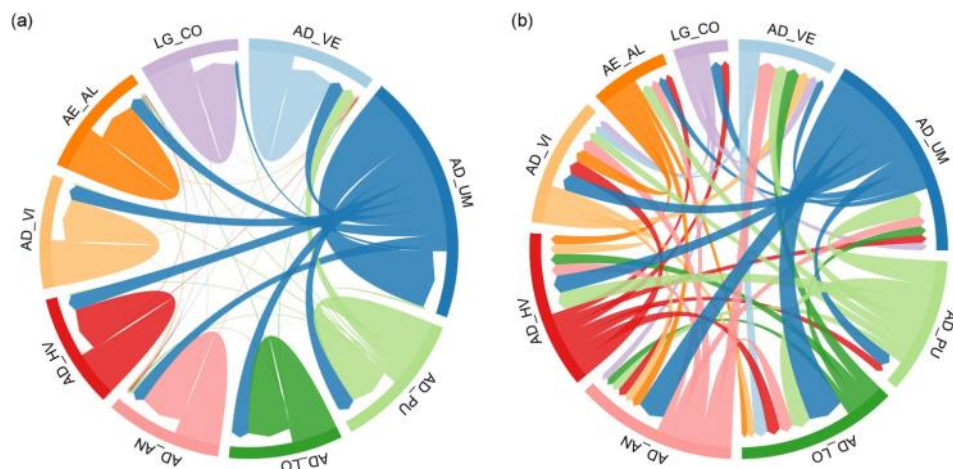 (a)
LG_CO
AD_VE
AE_AL
AD_UM
AD_VI
AD_HV
AD_PU
AD_AN
AD_LO
(b)
LG_CO
AD_VE
AE_AL
AD_UM
AD_VI
AD_HV
AD_PU
AD_AN
AD_LO